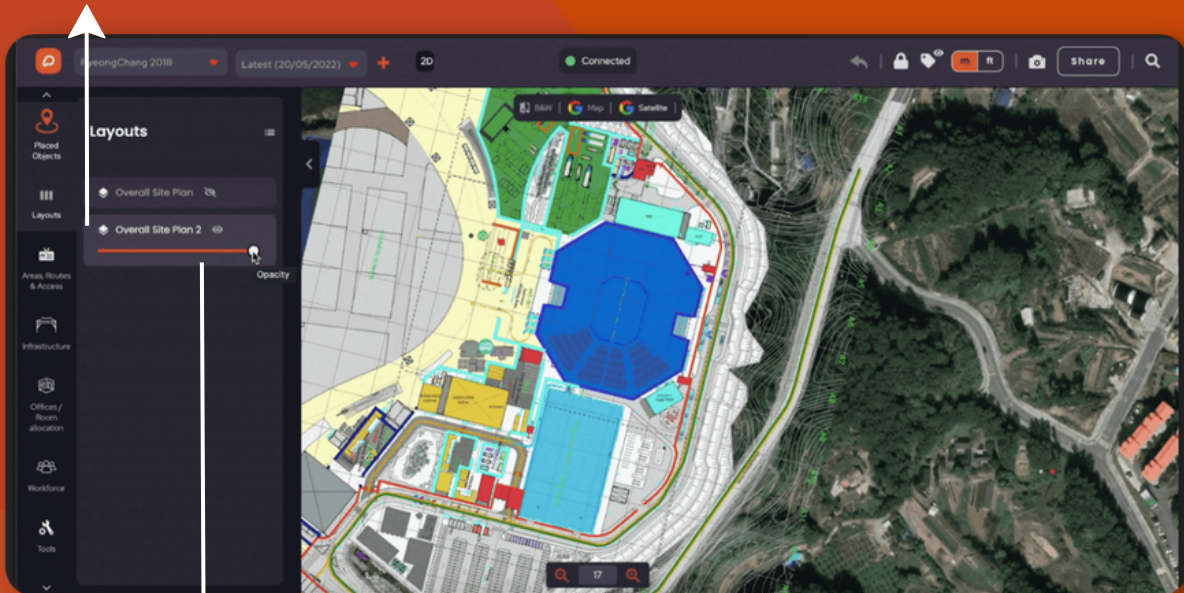 yeongChang 2018
Latest (20/05/2022)
2D
Connected
m
ft
Share
B&W
Map
Satellite
Placed
Objects
Layouts
Areas, Routes
& Access
Infrastructure
Offices/
Room
allocation
Workforce
Tools
Layouts
Overall Site Plan
Overall Site Plan 2
Opacity
17